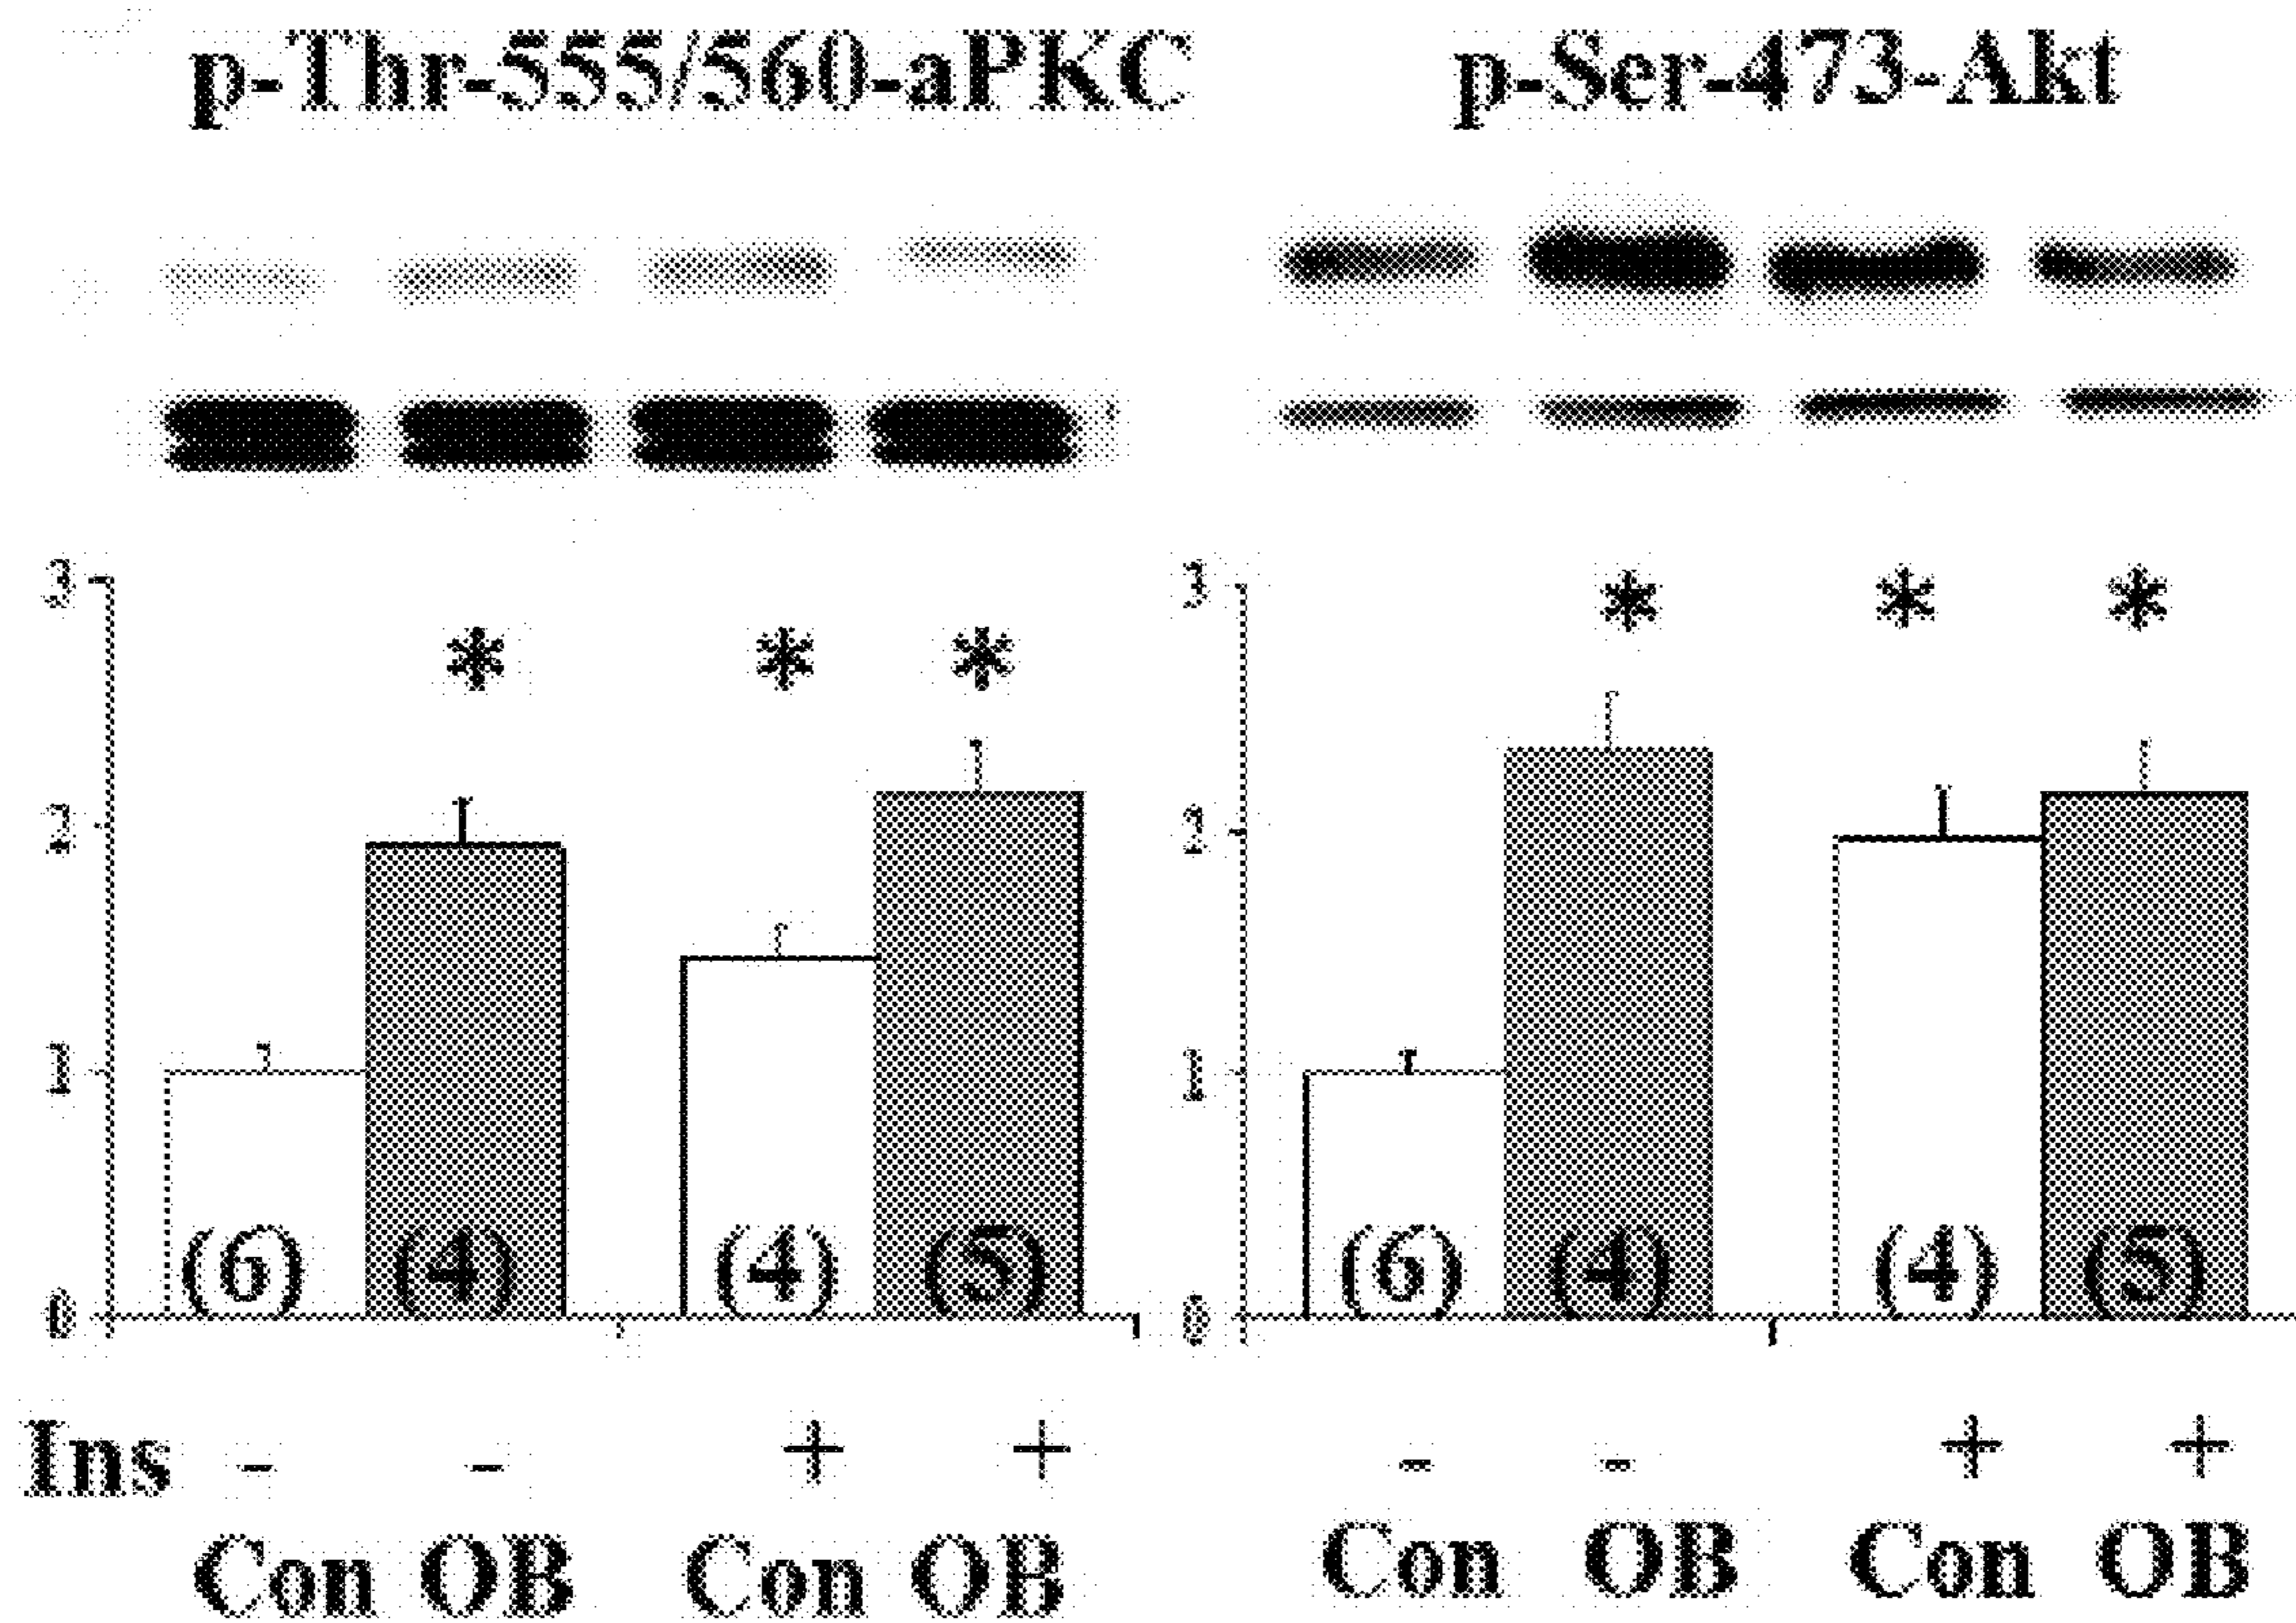 p-Thr-555/560-aPKC p-Ser-473-Akt
3 * * * 3 * * *
2 2
1 1
(6) (4) (4) (5) (6) (4) (4) (5)
0 0
Ins - - + + - - + +
Con OB Con OB Con OB Con OB